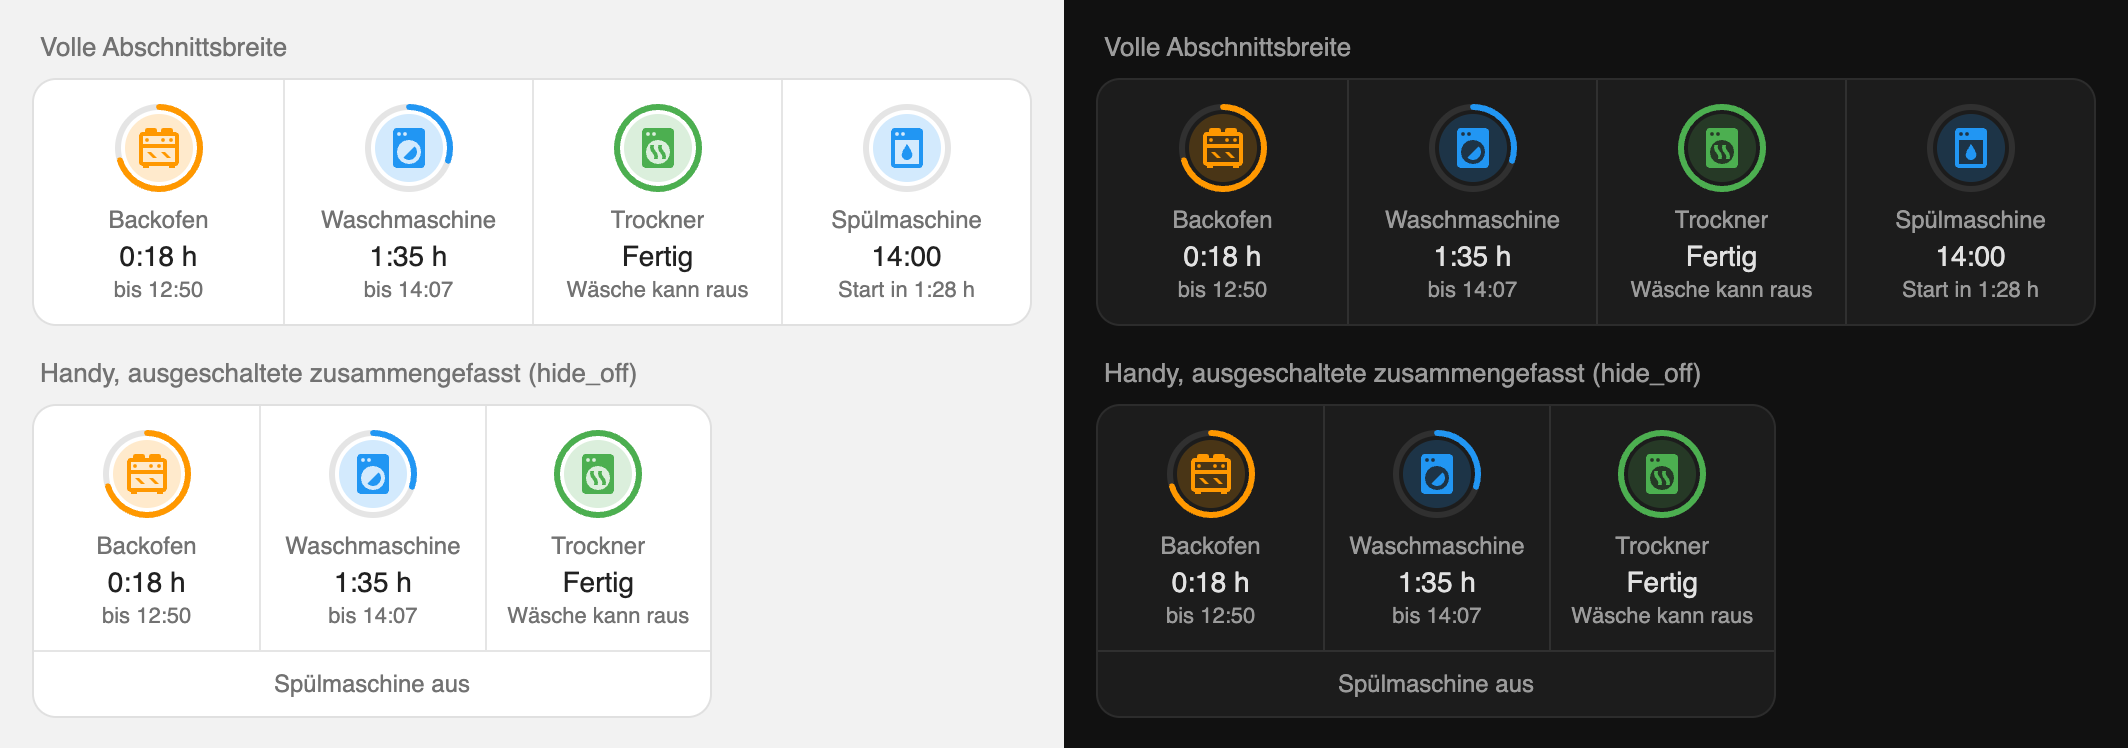 Volle Abschnittsbreite
Backofen
0:18 h
bis 12:50
Waschmaschine
1:35 h
bis 14:07
Trockner
Fertig
Wäsche kann raus
Spülmaschine
14:00
Start in 1:28 h
Handy, ausgeschaltete zusammengefasst (hide_off)
Backofen
0:18 h
bis 12:50
Waschmaschine
1:35 h
bis 14:07
Trockner
Fertig
Wäsche kann raus
Spülmaschine aus
Volle Abschnittsbreite
Backofen
0:18 h
bis 12:50
Waschmaschine
1:35 h
bis 14:07
Trockner
Fertig
Wäsche kann raus
Spülmaschine
14:00
Start in 1:28 h
Handy, ausgeschaltete zusammengefasst (hide_off)
Backofen
0:18 h
bis 12:50
Waschmaschine
1:35 h
bis 14:07
Trockner
Fertig
Wäsche kann raus
Spülmaschine aus